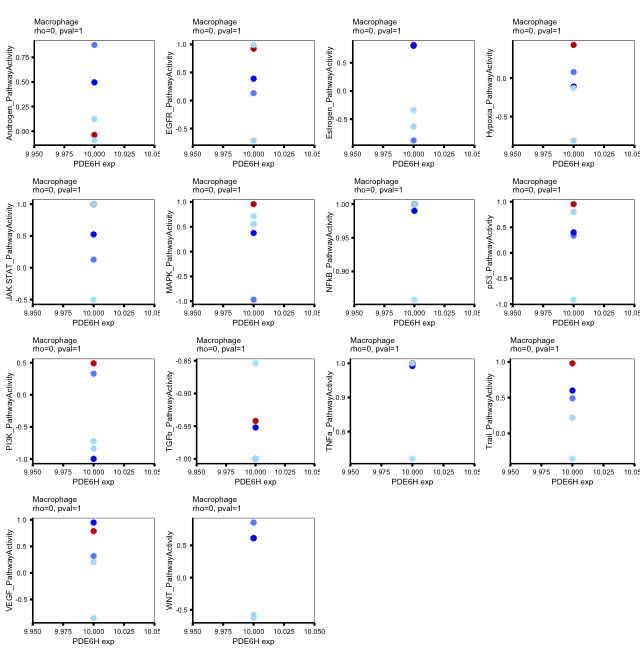 Macrophage
rho=0, pval=1
Androgen_PathwayActivity
0.75
0.50
0.25
0.00
9.950 9.975 10.000 10.025 10.05
PDE6H exp
Macrophage
rho=0, pval=1
EGFR_PathwayActivity
1.0
0.5
0.0
-0.5
9.950 9.975 10.000 10.025 10.05
PDE6H exp
Macrophage
rho=0, pval=1
Estrogen_PathwayActivity
0.5
0.0
-0.5
9.950 9.975 10.000 10.025 10.05
PDE6H exp
Macrophage
rho=0, pval=1
Hypoxia_PathwayActivity
0.0
-0.5
9.950 9.975 10.000 10.025 10.05
PDE6H exp
Macrophage
rho=0, pval=1
JAK.STAT_PathwayActivity
1.0
0.5
0.0
-0.5
9.950 9.975 10.000 10.025 10.05
PDE6H exp
Macrophage
rho=0, pval=1
MAPK_PathwayActivity
1.0
0.5
0.0
-0.5
-1.0
9.950 9.975 10.000 10.025 10.05
PDE6H exp
Macrophage
rho=0, pval=1
NFkB_PathwayActivity
1.00
0.95
0.90
9.950 9.975 10.000 10.025 10.05
PDE6H exp
Macrophage
rho=0, pval=1
p53_PathwayActivity
1.0
0.5
0.0
-0.5
-1.0
9.950 9.975 10.000 10.025 10.05
PDE6H exp
Macrophage
rho=0, pval=1
PI3K_PathwayActivity
0.5
0.0
-0.5
-1.0
9.950 9.975 10.000 10.025 10.05
PDE6H exp
Macrophage
rho=0, pval=1
TGFb_PathwayActivity
-0.85
-0.90
-0.95
-1.00
9.950 9.975 10.000 10.025 10.05
PDE6H exp
Macrophage
rho=0, pval=1
TNFa_PathwayActivity
1.0
0.9
0.8
9.950 9.975 10.000 10.025 10.05
PDE6H exp
Macrophage
rho=0, pval=1
Trail_PathwayActivity
1.0
0.5
0.0
9.950 9.975 10.000 10.025 10.05
PDE6H exp
Macrophage
rho=0, pval=1
VEGF_PathwayActivity
1.0
0.5
0.0
-0.5
9.950 9.975 10.000 10.025 10.05
PDE6H exp
Macrophage
rho=0, pval=1
WNT_PathwayActivity
0.5
0.0
-0.5
9.950 9.975 10.000 10.025 10.050
PDE6H exp